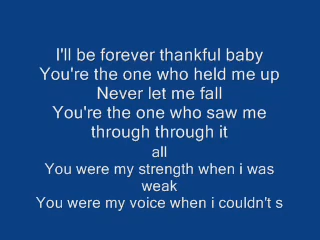 I'll be forever thankful baby
You're the one who held me up
Never let me fall
You're the one who saw me
through through it
all
You were my strength when i was
weak
You were my voice when i couldn't s